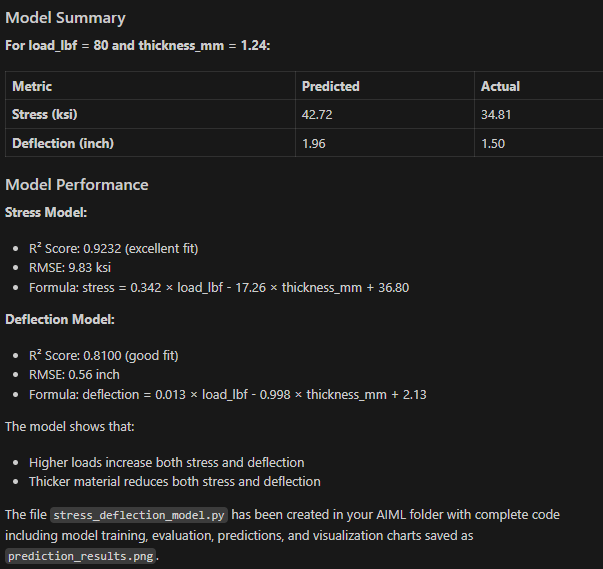 Model Summary
For load_lbf = 80 and thickness_mm = 1.24:
Metric Predicted Actual
Stress (ksi) 42.72 34.81
Deflection (inch) 1.96 1.50
Model Performance
Stress Model:
• R² Score: 0.9232 (excellent fit)
• RMSE: 9.83 ksi
• Formula: stress = 0.342 × load_lbf - 17.26 × thickness_mm + 36.80
Deflection Model:
• R² Score: 0.8100 (good fit)
• RMSE: 0.56 inch
• Formula: deflection = 0.013 × load_lbf - 0.998 × thickness_mm + 2.13
The model shows that:
• Higher loads increase both stress and deflection
• Thicker material reduces both stress and deflection
The file stress_deflection_model.py has been created in your AIML folder with complete code
including model training, evaluation, predictions, and visualization charts saved as
prediction_results.png.